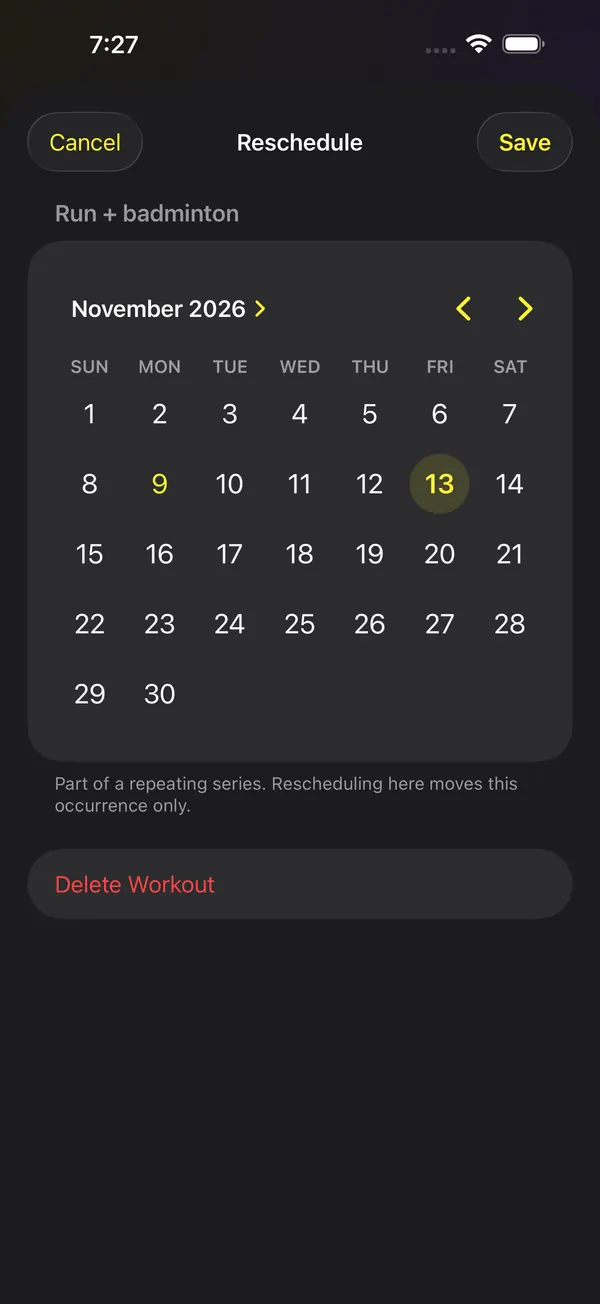 7:27
Cancel Reschedule Save
Run + badminton
November 2026
SUN MON TUE WED THU FRI SAT
1 2 3 4 5 6 7
8 9 10 11 12 13 14
15 16 17 18 19 20 21
22 23 24 25 26 27 28
29 30
Part of a repeating series. Rescheduling here moves this
occurrence only.
Delete Workout